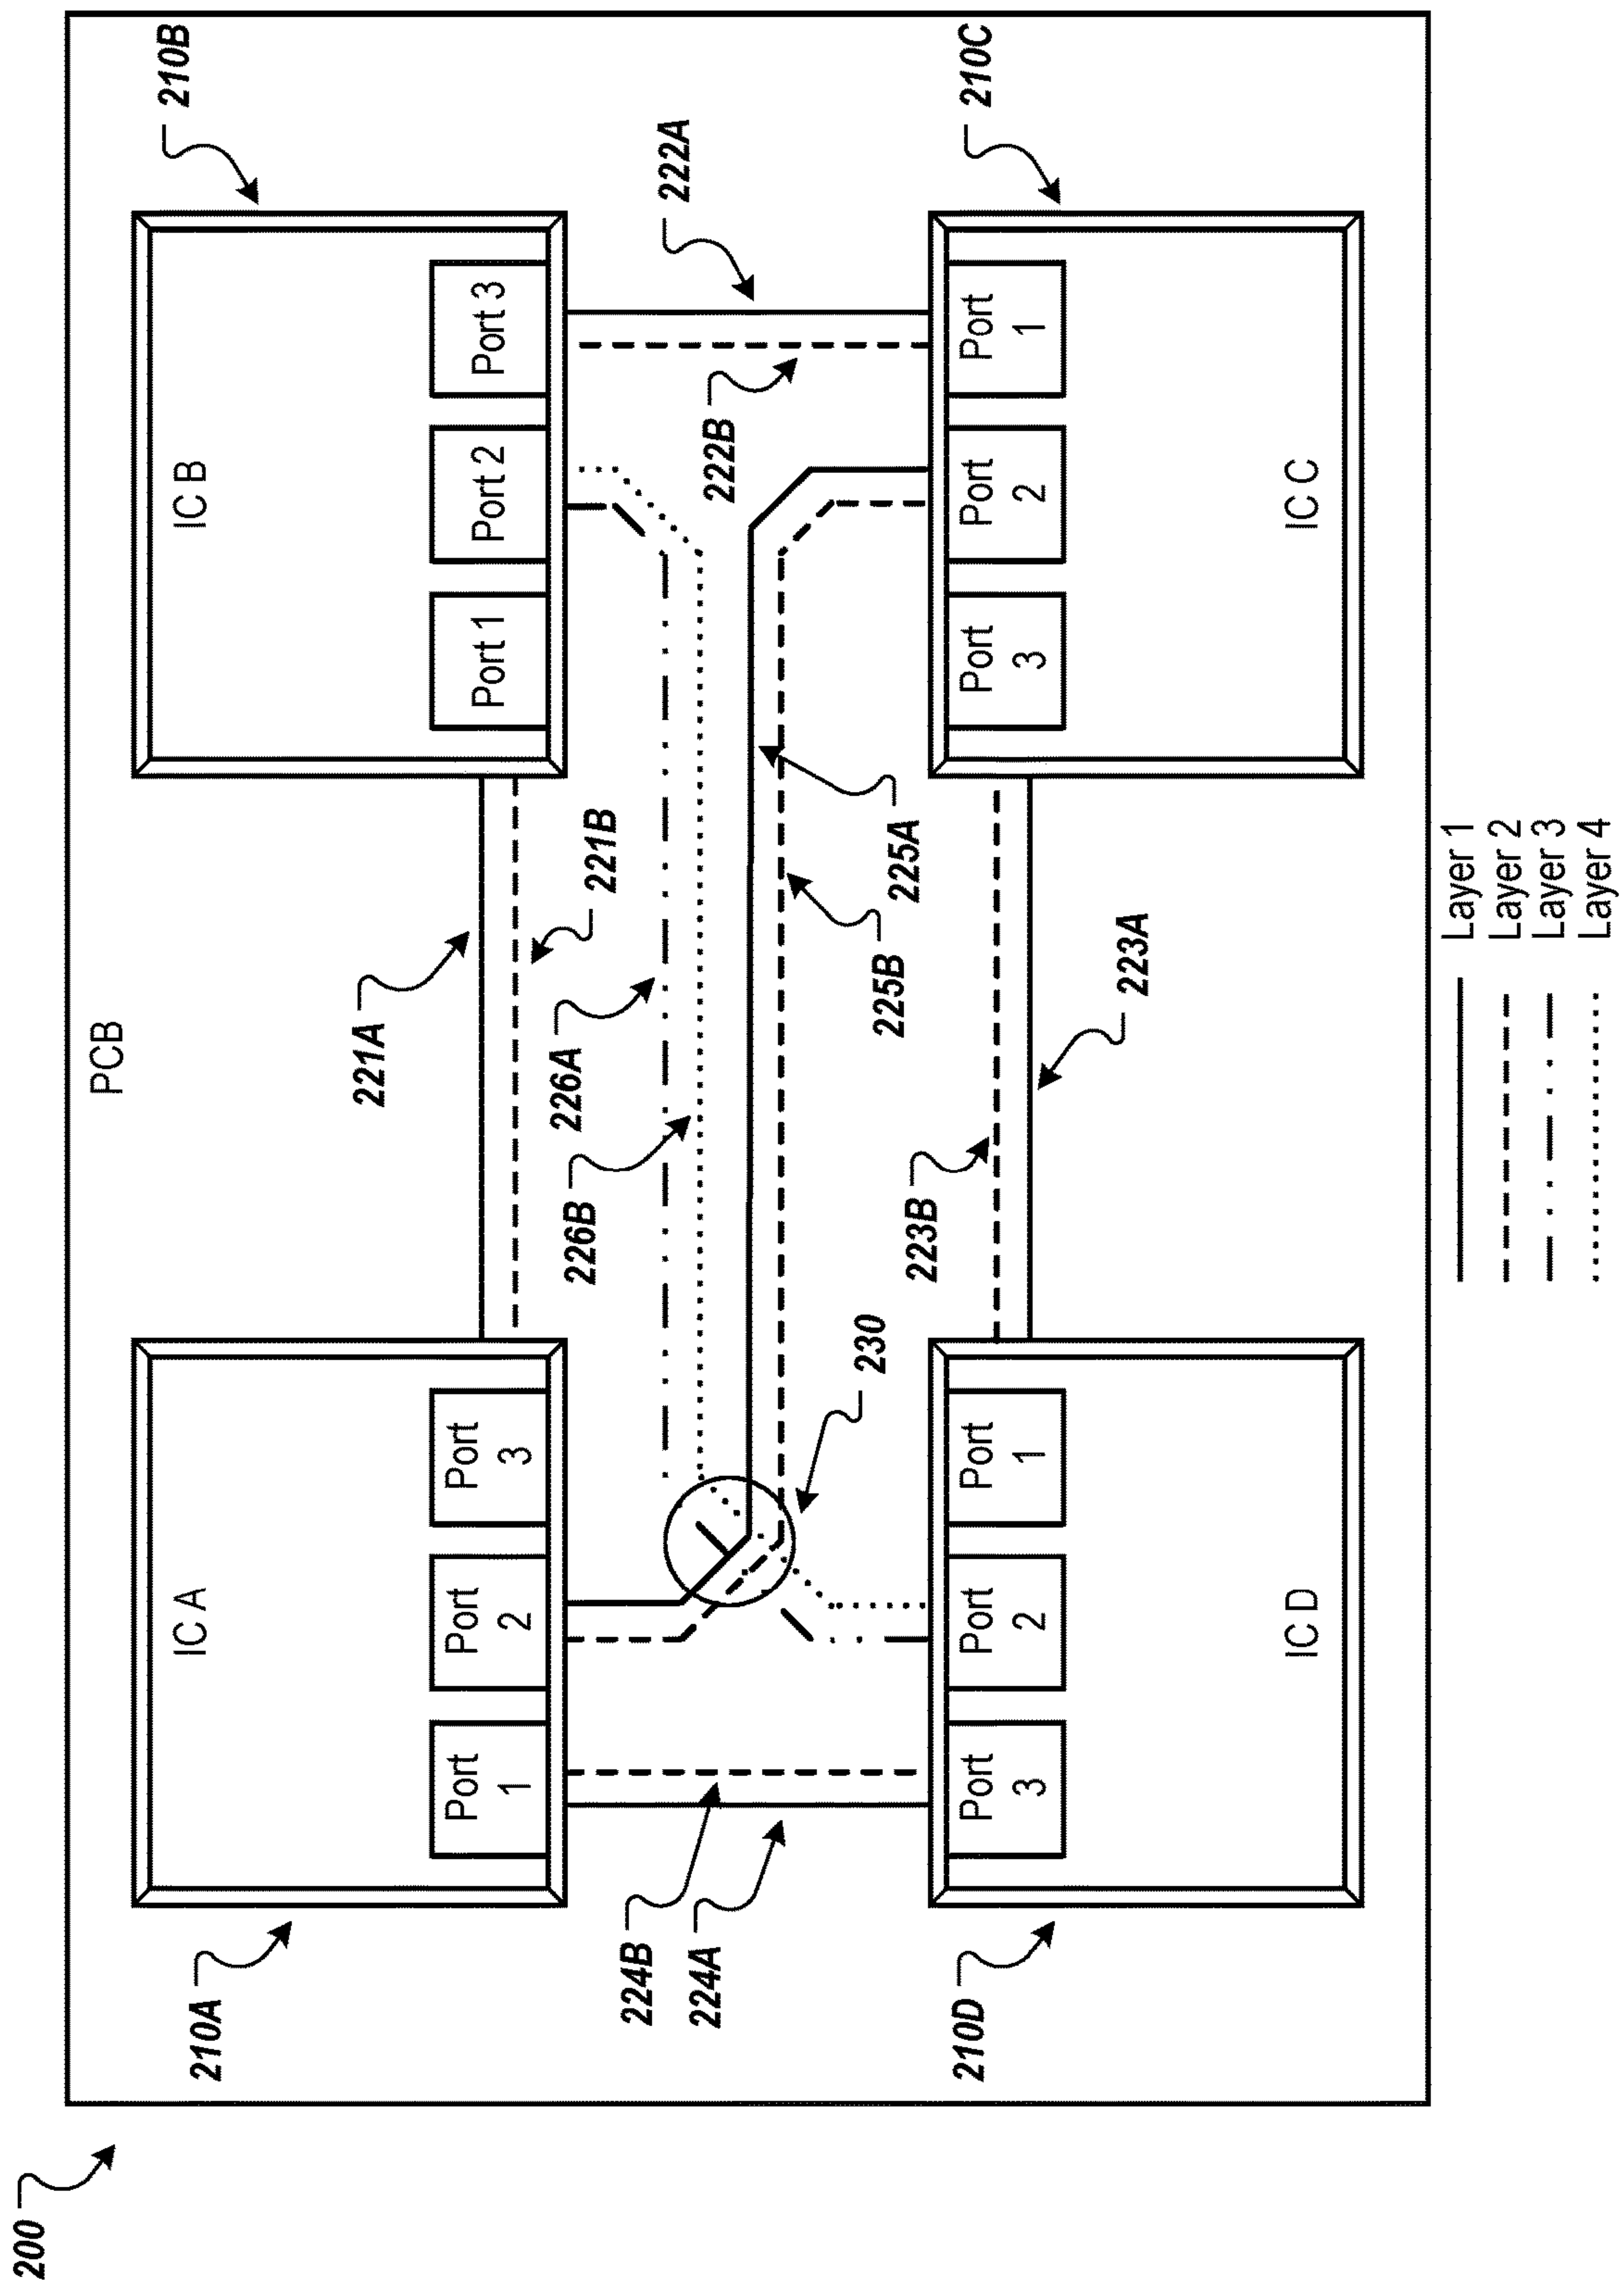 200
PCB
210A
210B
IC A
IC B
Port
1
Port
2
Port
3
Port 1
Port 2
Port 3
221A
221B
226A
226B
224B
224A
222A
222B
230
225B
225A
223B
223A
Port
3
Port
2
Port
1
Port
3
Port
2
Port
1
IC D
IC C
210D
210C
Layer 1
Layer 2
Layer 3
Layer 4